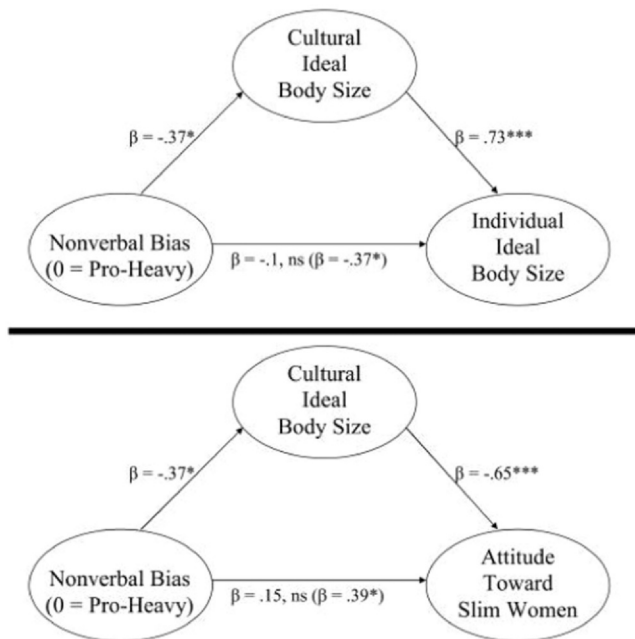 Cultural
Ideal
Body Size
β = -.37*
β = .73***
Nonverbal Bias
(0 = Pro-Heavy)
β = -.1, ns (β = -.37*)
Individual
Ideal
Body Size
Cultural
Ideal
Body Size
β = -.37*
β = -.65***
Nonverbal Bias
(0 = Pro-Heavy)
β = .15, ns (β = .39*)
Attitude
Toward
Slim Women